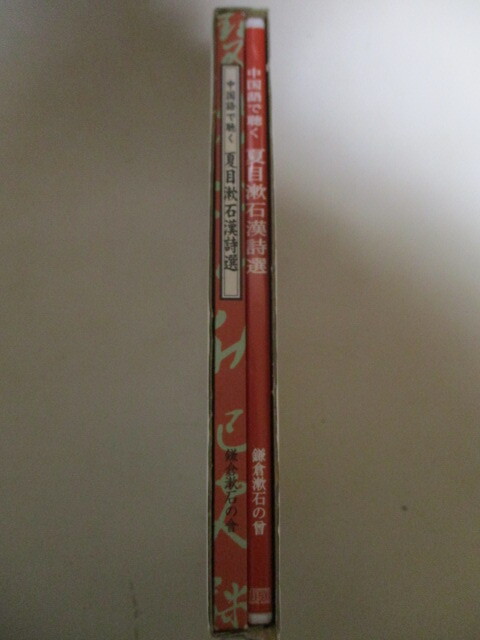 中国語で聴く 夏目漱石漢詩選
鎌倉漱石の會
中国語で聴く 夏目漱石漢詩選
鎌倉漱石の曾